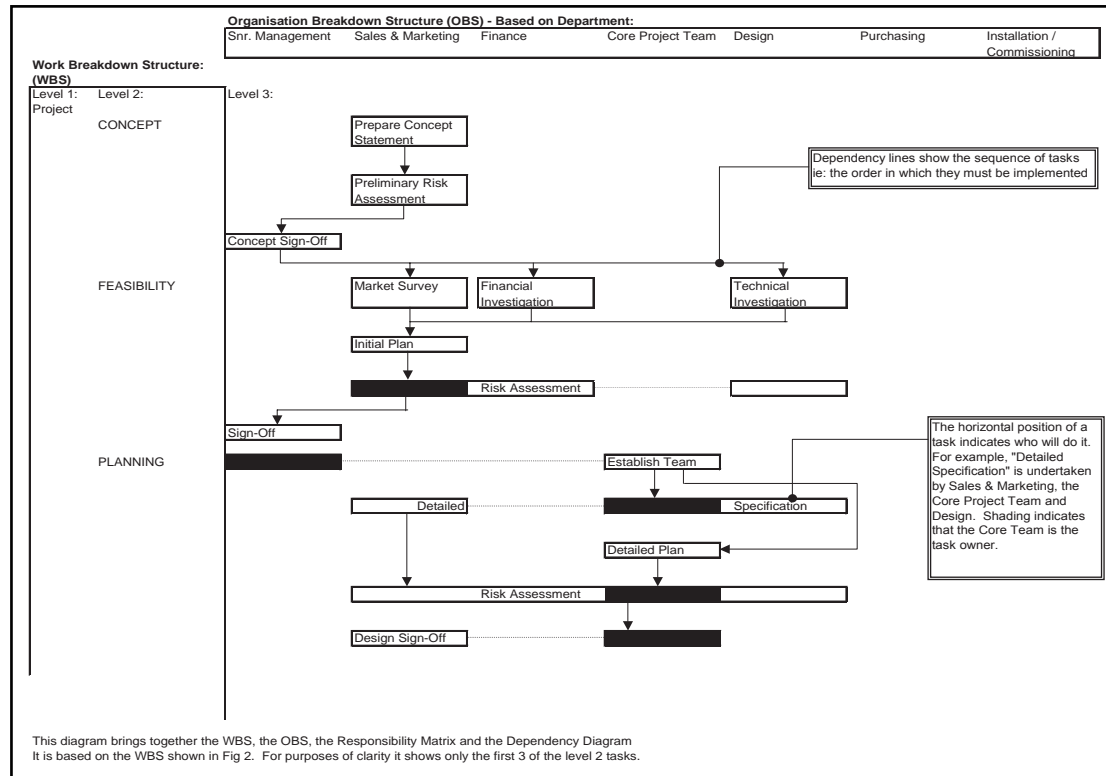 Organisation Breakdown Structure (OBS) - Based on Department:
Snr. Management Sales & Marketing Finance Core Project Team Design Purchasing Installation /
Commissioning
Work Breakdown Structure:
(WBS)
Level 1: Level 2: Level 3:
Project
CONCEPT
Prepare Concept
Statement
Dependency lines show the sequence of tasks
ie: the order in which they must be implemented
Preliminary Risk
Assessment
Concept Sign-Off
FEASIBILITY
Market Survey
Financial
Investigation
Technical
Investigation
Initial Plan
Risk Assessment
Sign-Off
The horizontal position of a
task indicates who will do it.
For example, "Detailed
Specification" is undertaken
by Sales & Marketing, the
Core Project Team and
Design. Shading indicates
that the Core Team is the
task owner.
PLANNING
Establish Team
Detailed Specification
Detailed Plan
Risk Assessment
Design Sign-Off
This diagram brings together the WBS, the OBS, the Responsibility Matrix and the Dependency Diagram
It is based on the WBS shown in Fig 2. For purposes of clarity it shows only the first 3 of the level 2 tasks.